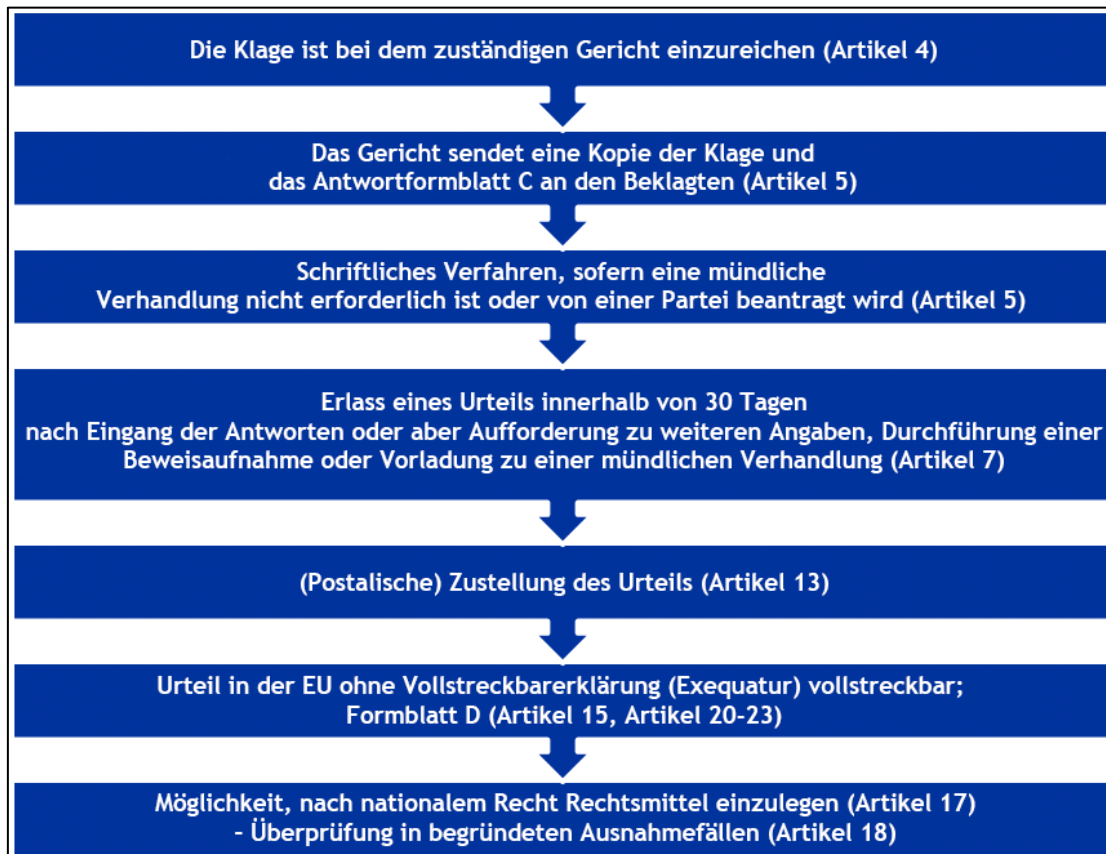 Die Klage ist bei dem zuständigen Gericht einzureichen (Artikel 4)
Das Gericht sendet eine Kopie der Klage und
das Antwortformblatt C an den Beklagten (Artikel 5)
Schriftliches Verfahren, sofern eine mündliche
Verhandlung nicht erforderlich ist oder von einer Partei beantragt wird (Artikel 5)
Erlass eines Urteils innerhalb von 30 Tagen
nach Eingang der Antworten oder aber Aufforderung zu weiteren Angaben, Durchführung einer
Beweisaufnahme oder Vorladung zu einer mündlichen Verhandlung (Artikel 7)
(Postalische) Zustellung des Urteils (Artikel 13)
Urteil in der EU ohne Vollstreckbarerklärung (Exequatur) vollstreckbar;
Formblatt D (Artikel 15, Artikel 20-23)
Möglichkeit, nach nationalem Recht Rechtsmittel einzulegen (Artikel 17)
– Überprüfung in begründeten Ausnahmefällen (Artikel 18)